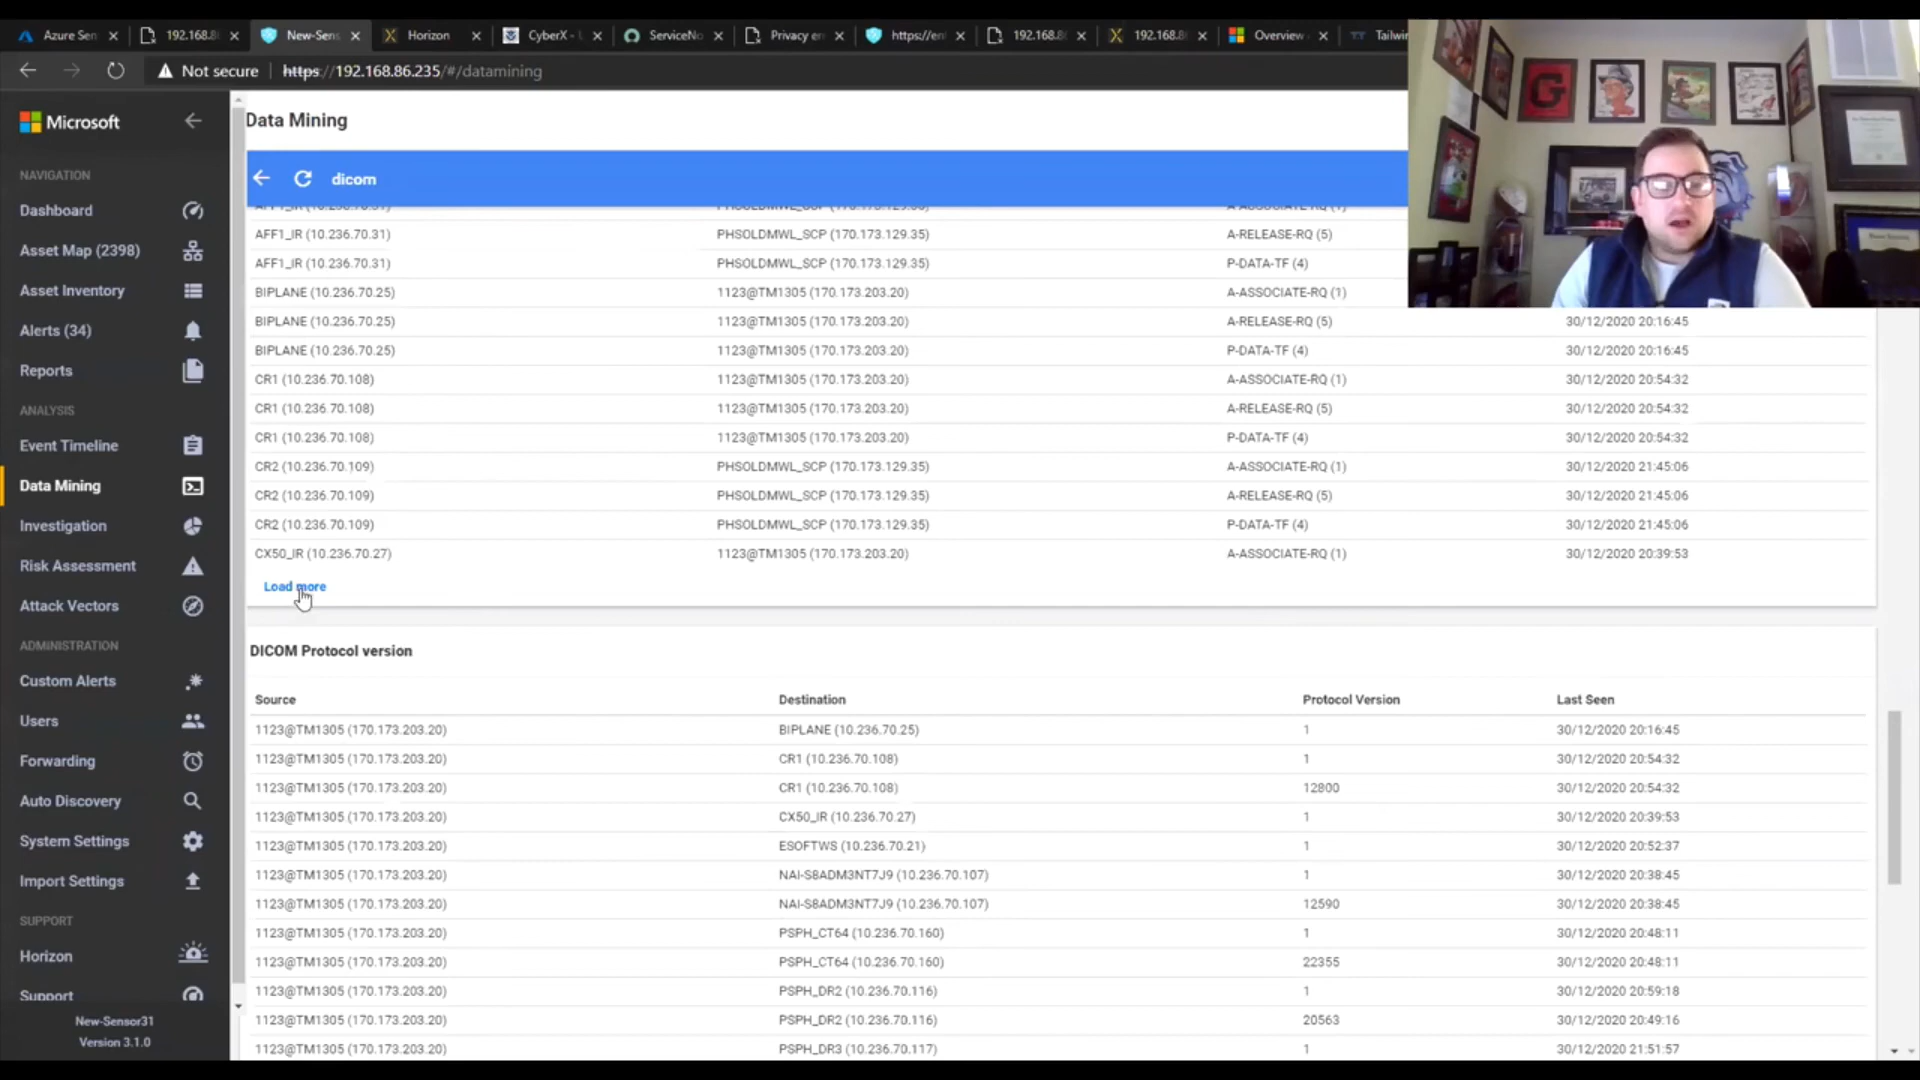 Azure Sen
192.168.8
New-Sens
Horizon
CyberX - U
ServiceNo
Privacy er
https://en
192.168.8
192.168.8
Overview
Tailwi
Not secure https://192.168.86.235/#/datamining
Microsoft
NAVIGATION
Dashboard
Asset Map (2398)
Asset Inventory
Alerts (34)
Reports
ANALYSIS
Event Timeline
Data Mining
Investigation
Risk Assessment
Attack Vectors
ADMINISTRATION
Custom Alerts
Users
Forwarding
Auto Discovery
System Settings
Import Settings
SUPPORT
Horizon
Support
New-Sensor31
Version 3.1.0
Data Mining
dicom
AFF1_IR (10.236.70.31) PHSOLDMWL_SCP (170.173.129.35) A-ASSOCIATE-RQ (1)
AFF1_IR (10.236.70.31) PHSOLDMWL_SCP (170.173.129.35) A-RELEASE-RQ (5)
AFF1_IR (10.236.70.31) PHSOLDMWL_SCP (170.173.129.35) P-DATA-TF (4)
BIPLANE (10.236.70.25) 1123@TM1305 (170.173.203.20) A-ASSOCIATE-RQ (1)
BIPLANE (10.236.70.25) 1123@TM1305 (170.173.203.20) A-RELEASE-RQ (5) 30/12/2020 20:16:45
BIPLANE (10.236.70.25) 1123@TM1305 (170.173.203.20) P-DATA-TF (4) 30/12/2020 20:16:45
CR1 (10.236.70.108) 1123@TM1305 (170.173.203.20) A-ASSOCIATE-RQ (1) 30/12/2020 20:54:32
CR1 (10.236.70.108) 1123@TM1305 (170.173.203.20) A-RELEASE-RQ (5) 30/12/2020 20:54:32
CR1 (10.236.70.108) 1123@TM1305 (170.173.203.20) P-DATA-TF (4) 30/12/2020 20:54:32
CR2 (10.236.70.109) PHSOLDMWL_SCP (170.173.129.35) A-ASSOCIATE-RQ (1) 30/12/2020 21:45:06
CR2 (10.236.70.109) PHSOLDMWL_SCP (170.173.129.35) A-RELEASE-RQ (5) 30/12/2020 21:45:06
CR2 (10.236.70.109) PHSOLDMWL_SCP (170.173.129.35) P-DATA-TF (4) 30/12/2020 21:45:06
CX50_IR (10.236.70.27) 1123@TM1305 (170.173.203.20) A-ASSOCIATE-RQ (1) 30/12/2020 20:39:53
Load more
DICOM Protocol version
Source Destination Protocol Version Last Seen
1123@TM1305 (170.173.203.20) BIPLANE (10.236.70.25) 1 30/12/2020 20:16:45
1123@TM1305 (170.173.203.20) CR1 (10.236.70.108) 1 30/12/2020 20:54:32
1123@TM1305 (170.173.203.20) CR1 (10.236.70.108) 12800 30/12/2020 20:54:32
1123@TM1305 (170.173.203.20) CX50_IR (10.236.70.27) 1 30/12/2020 20:39:53
1123@TM1305 (170.173.203.20) ESOFTWS (10.236.70.21) 1 30/12/2020 20:52:37
1123@TM1305 (170.173.203.20) NAI-S8ADM3NT7J9 (10.236.70.107) 1 30/12/2020 20:38:45
1123@TM1305 (170.173.203.20) NAI-S8ADM3NT7J9 (10.236.70.107) 12590 30/12/2020 20:38:45
1123@TM1305 (170.173.203.20) PSPH_CT64 (10.236.70.160) 1 30/12/2020 20:48:11
1123@TM1305 (170.173.203.20) PSPH_CT64 (10.236.70.160) 22355 30/12/2020 20:48:11
1123@TM1305 (170.173.203.20) PSPH_DR2 (10.236.70.116) 1 30/12/2020 20:59:18
1123@TM1305 (170.173.203.20) PSPH_DR2 (10.236.70.116) 20563 30/12/2020 20:49:16
1123@TM1305 (170.173.203.20) PSPH_DR3 (10.236.70.117) 1 30/12/2020 21:51:57
G